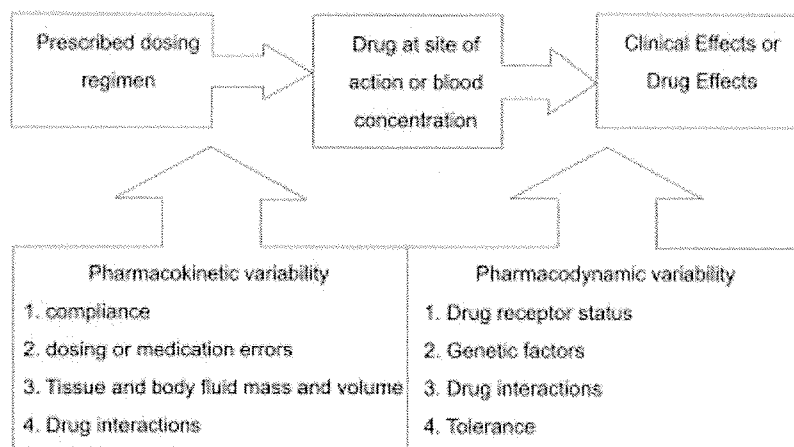 Prescribed dosing
regimen
Drug at site of
action or blood
concentration
Clinical Effects or
Drug Effects
Pharmacokinetic variability
1. compliance
2. dosing or medication errors
3. Tissue and body fluid mass and volume
4. Drug interactions
Pharmacodynamic variability
1. Drug receptor status
2. Genetic factors
3. Drug interactions
4. Tolerance